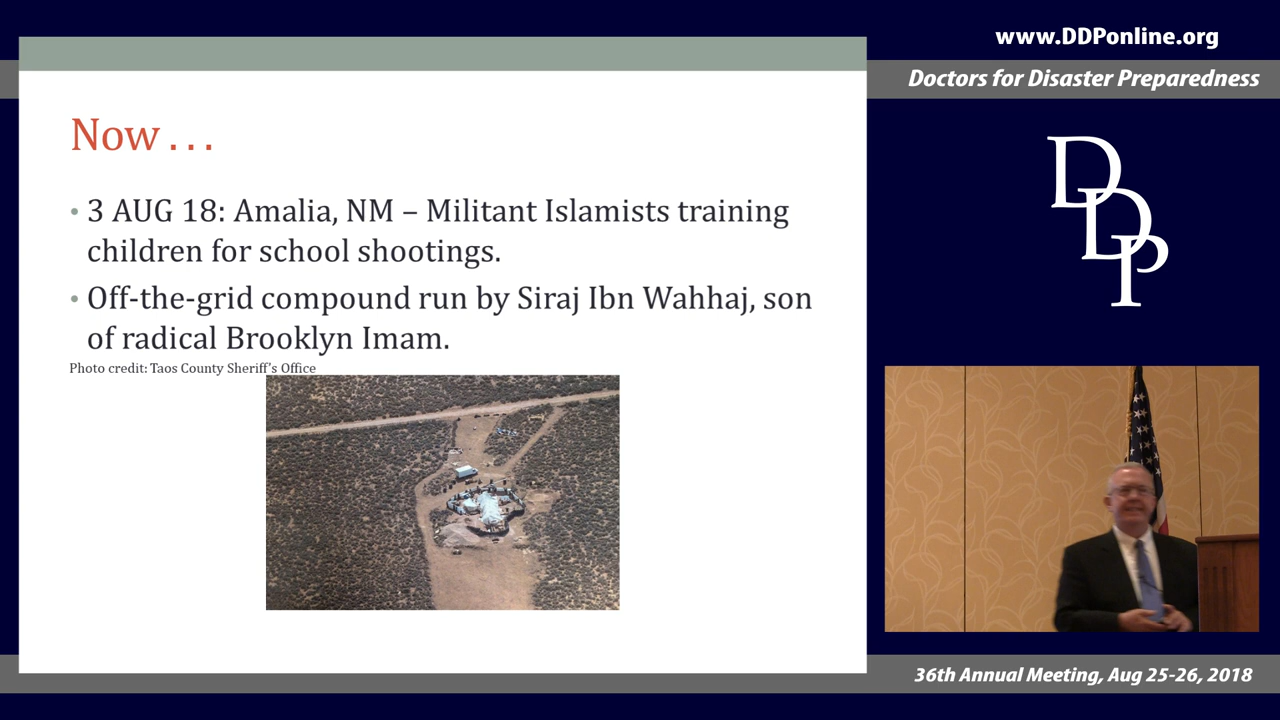 www.DDPonline.org
Doctors for Disaster Preparedness
Now . . .
• 3 AUG 18: Amalia, NM – Militant Islamists training
children for school shootings.
• Off-the-grid compound run by Siraj Ibn Wahhaj, son
of radical Brooklyn Imam.
Photo credit: Taos County Sheriff's Office
DDP
36th Annual Meeting, Aug 25-26, 2018